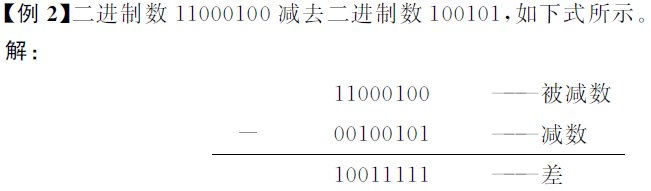 【例 2】二进制数 11000100 减去二进制数 100101,如下式所示。
解:
11000100 ——被减数
— 00100101 ——减数
10011111 ——差